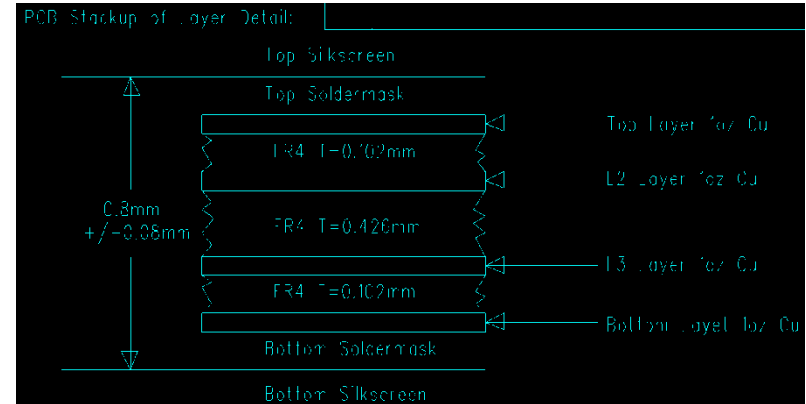 PCB Stackup of Layer Detail:
Top Silkscreen
Top Soldermask
Top Layer 1oz Cu
FR4 T=0.102mm
L2 Layer 1oz Cu
0.8mm
+/-0.08mm
FR4 T=0.426mm
L3 Layer 1oz Cu
FR4 T=0.102mm
Bottom Layer 1oz Cu
Bottom Soldermask
Bottom Silkscreen